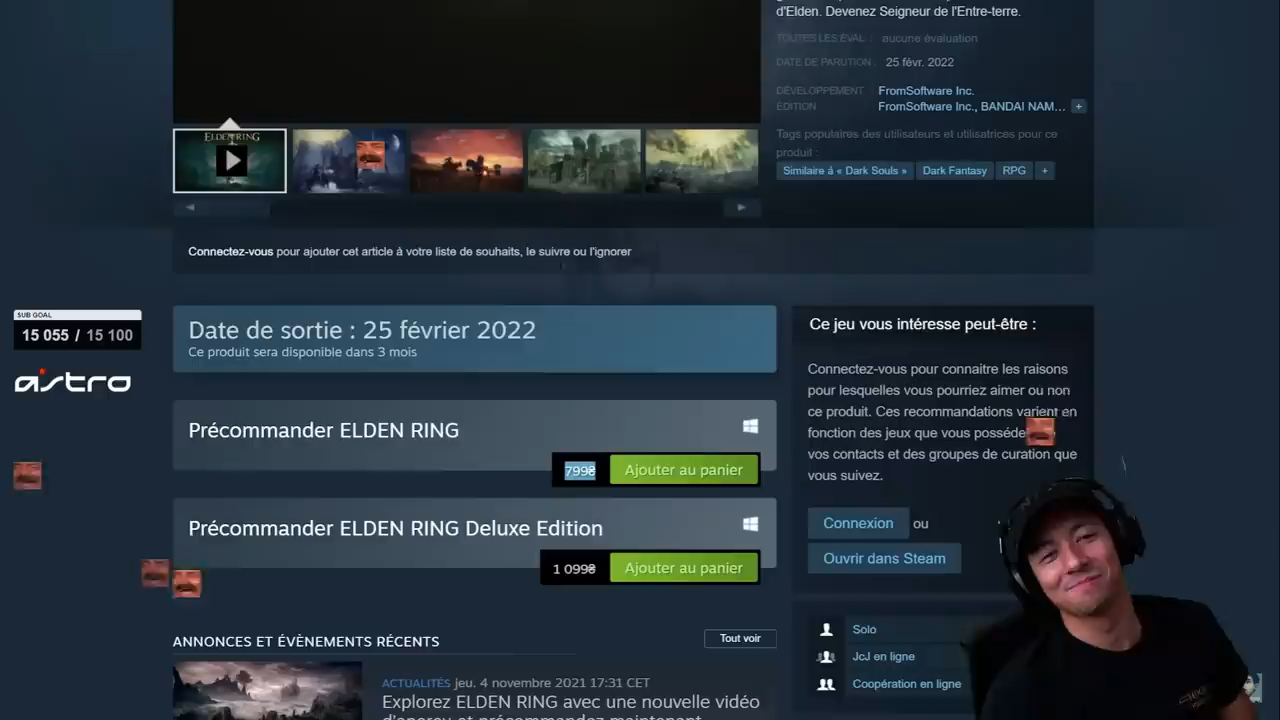 d'Elden. Devenez Seigneur de l'Entre-terre.
TOUTES LES ÉVAL. : aucune évaluation
DATE DE PARUTION : 25 févr. 2022
DÉVELOPPEMENT FromSoftware Inc.
ÉDITION FromSoftware Inc., BANDAI NAM... +
Tags populaires des utilisateurs et utilisatrices pour ce
produit :
Similaire à « Dark Souls » Dark Fantasy RPG +
ELDEN RING
Connectez-vous pour ajouter cet article à votre liste de souhaits, le suivre ou l'ignorer
SUB GOAL
15 055 / 15 100
astro
Date de sortie : 25 février 2022
Ce produit sera disponible dans 3 mois
Précommander ELDEN RING
799₴ Ajouter au panier
Précommander ELDEN RING Deluxe Edition
1 099₴ Ajouter au panier
ANNONCES ET ÉVÈNEMENTS RÉCENTS Tout voir
ACTUALITÉS jeu. 4 novembre 2021 17:31 CET
Explorez ELDEN RING avec une nouvelle vidéo
d'aperçu et précommandez maintenant
Ce jeu vous intéresse peut-être :
Connectez-vous pour connaitre les raisons
pour lesquelles vous pourriez aimer ou non
ce produit. Ces recommandations varient en
fonction des jeux que vous posséde
vos contacts et des groupes de curation que
vous suivez.
Connexion ou
Ouvrir dans Steam
Solo
JcJ en ligne
Coopération en ligne